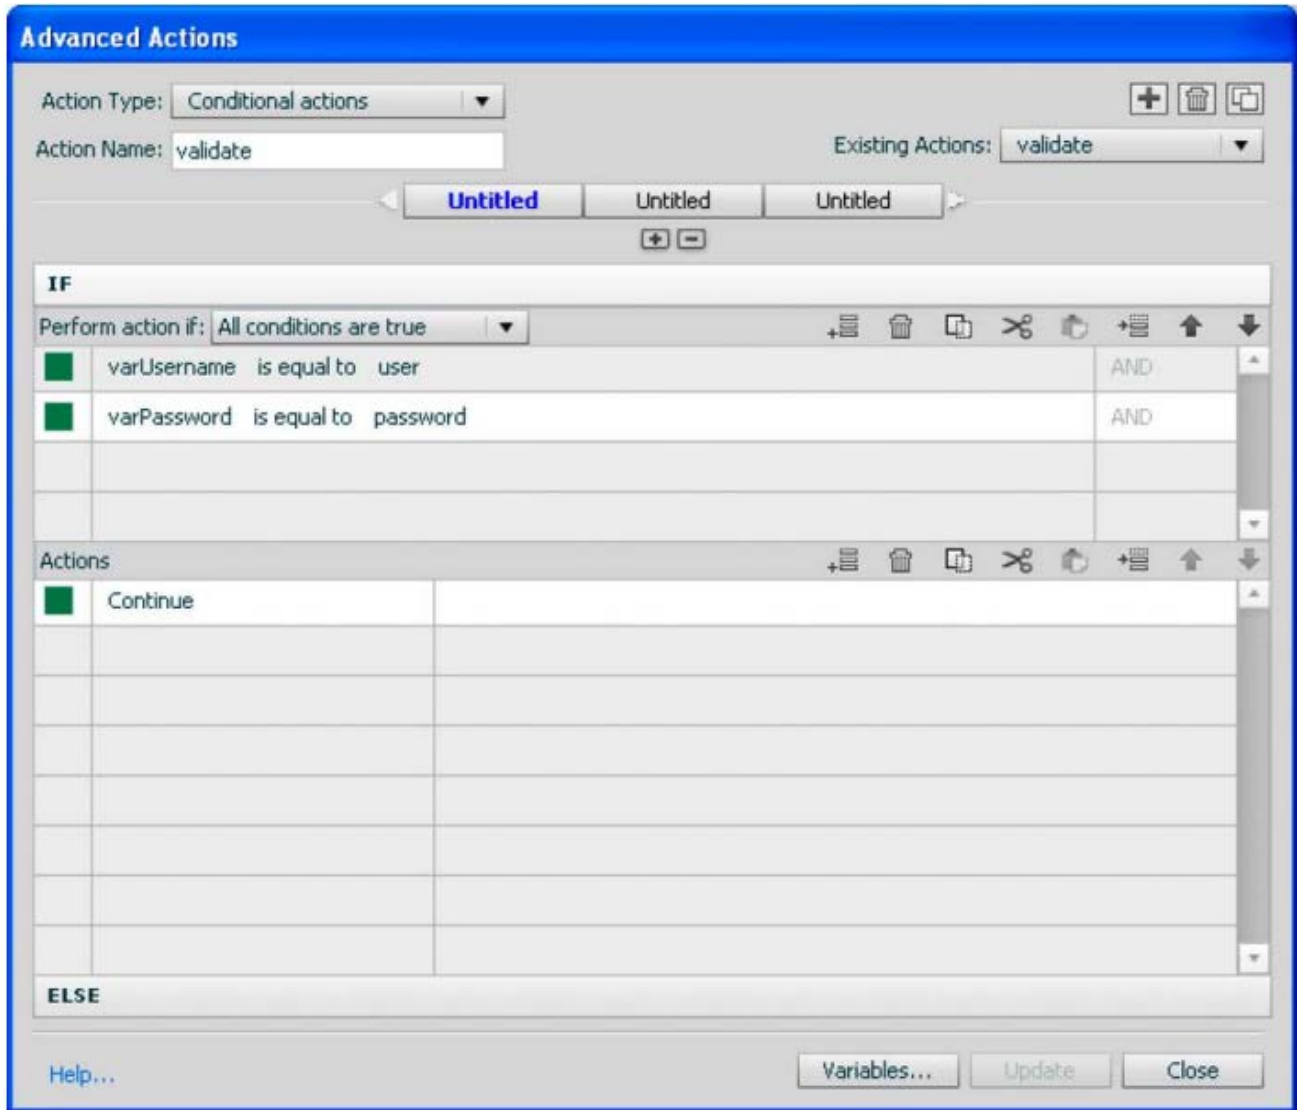 Advanced Actions
Action Type: Conditional actions
Action Name: validate
Existing Actions: validate
Untitled Untitled Untitled
IF
Perform action if: All conditions are true
varUsername is equal to user AND
varPassword is equal to password AND
Actions
Continue
ELSE
Help... Variables... Update Close